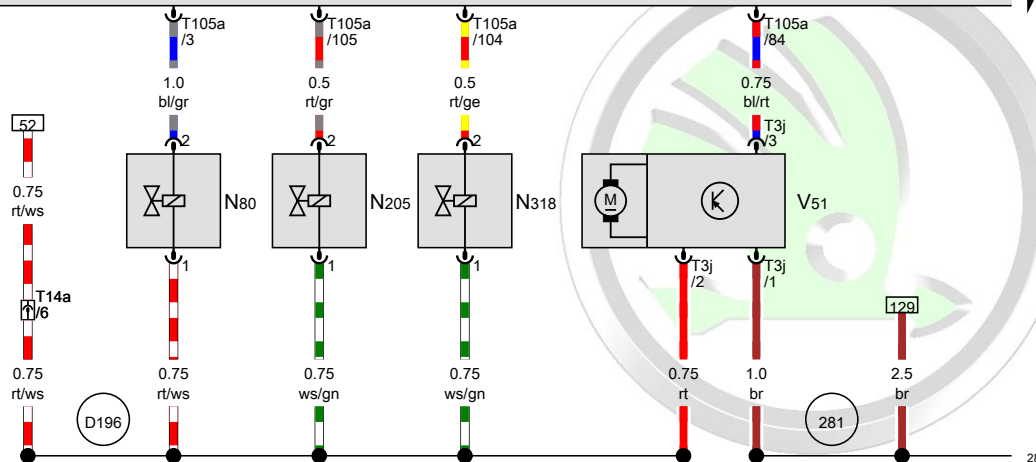 T105a
/3
T105a
/105
T105a
/104
T105a
/84
1.0
bl/gr
0.5
rt/gr
0.5
rt/ge
0.75
bl/rt
52
2
2
2
T3j
/3
0.75
rt/ws
N80
N205
N318
M
V51
1
1
1
T3j
/2
T3j
/1
T14a
/6
129
0.75
rt/ws
0.75
rt/ws
0.75
ws/gn
0.75
ws/gn
0.75
rt
1.0
br
2.5
br
D196
281